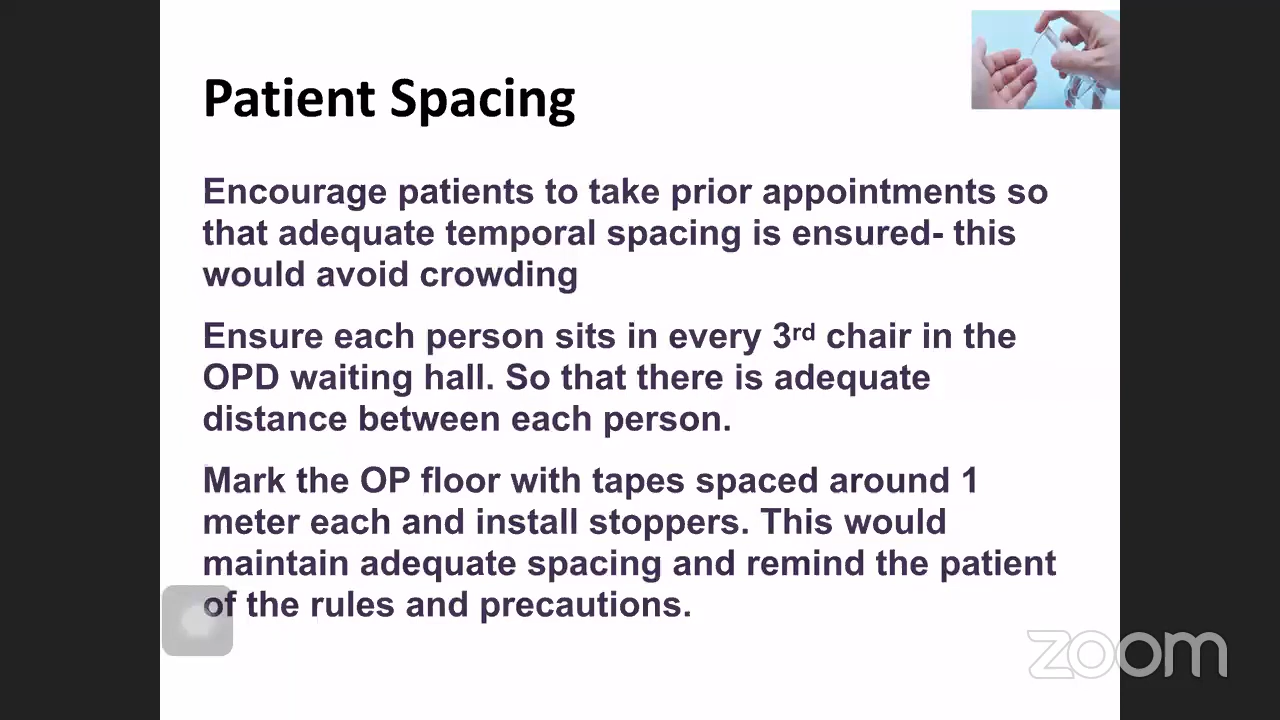 Patient Spacing
Encourage patients to take prior appointments so
that adequate temporal spacing is ensured- this
would avoid crowding
Ensure each person sits in every 3rd chair in the
OPD waiting hall. So that there is adequate
distance between each person.
Mark the OP floor with tapes spaced around 1
meter each and install stoppers. This would
maintain adequate spacing and remind the patient
of the rules and precautions.
zoom